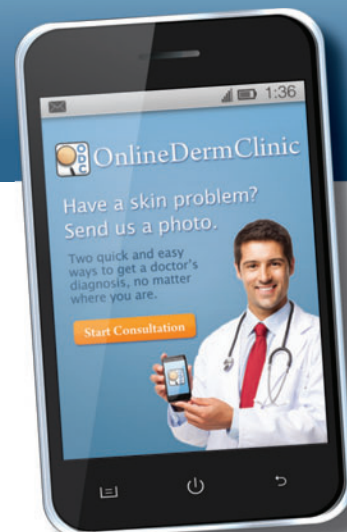 1:36
OnlineDermClinic
Have a skin problem?
Send us a photo.
Two quick and easy
ways to get a doctor's
diagnosis, no matter
where you are.
Start Consultation